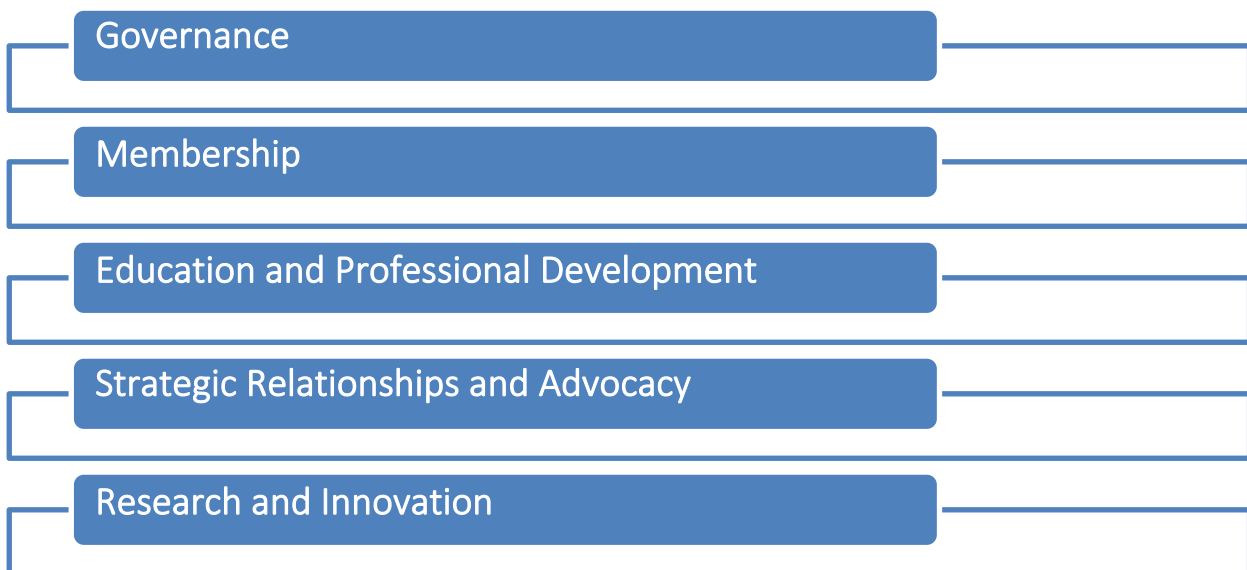 Governance
Membership
Education and Professional Development
Strategic Relationships and Advocacy
Research and Innovation